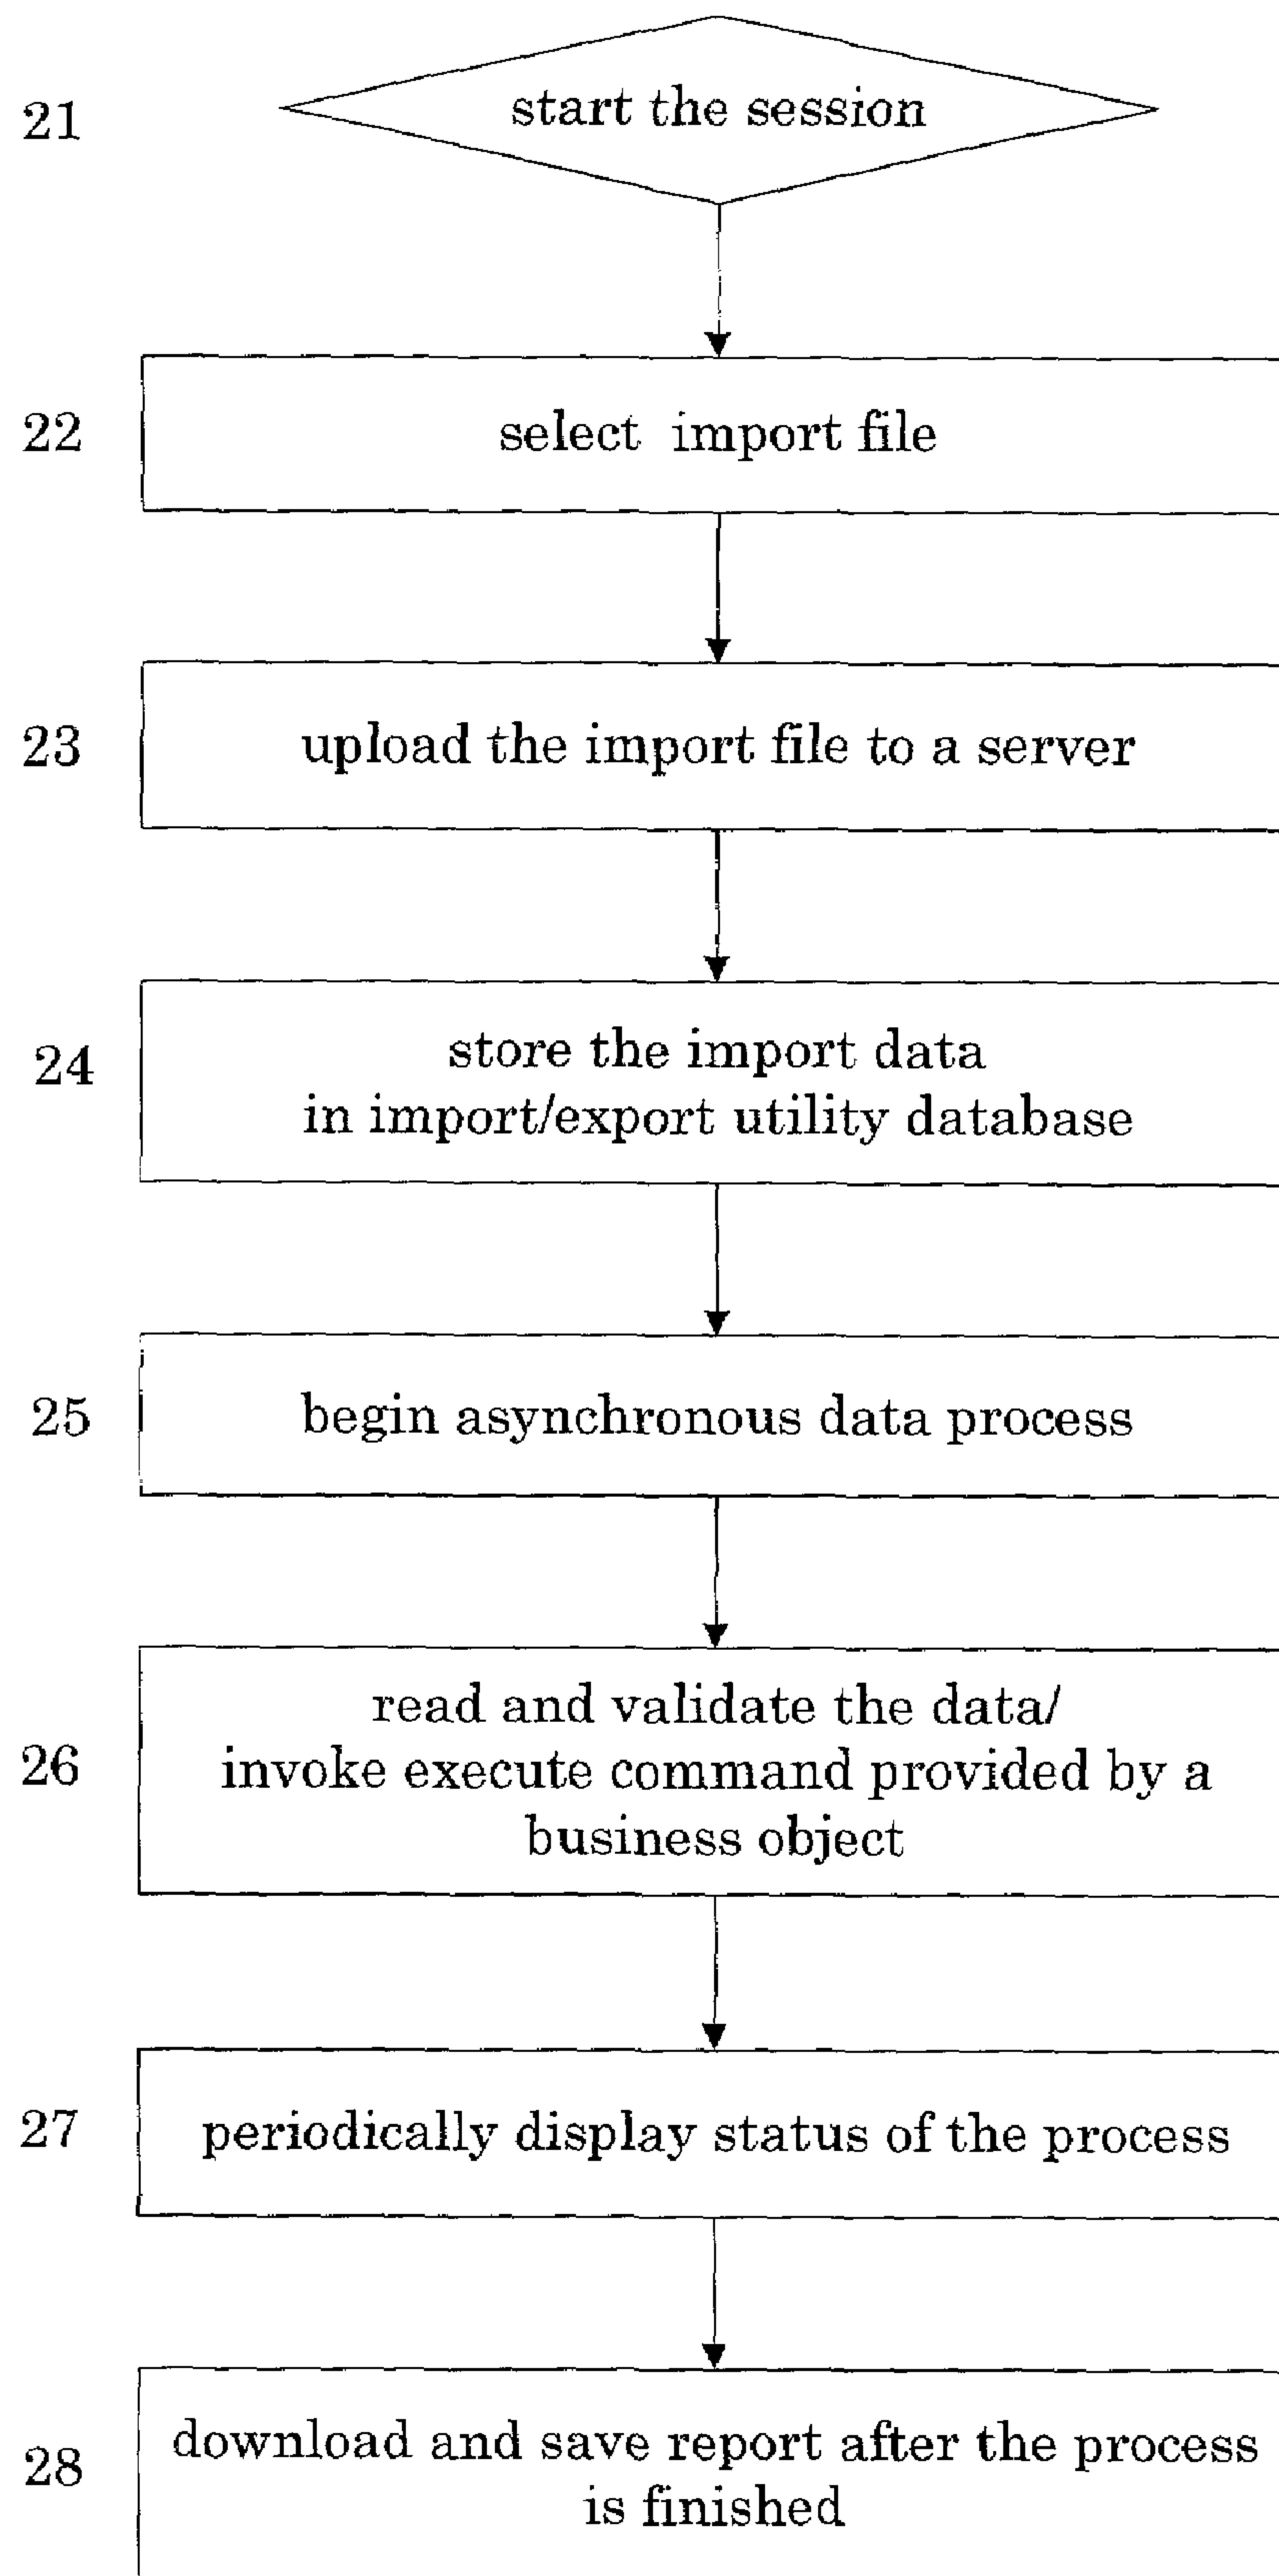 21
start the session
22
select import file
23
upload the import file to a server
24
store the import data
in import/export utility database
25
begin asynchronous data process
26
read and validate the data/
invoke execute command provided by a
business object
27
periodically display status of the process
28
download and save report after the process
is finished